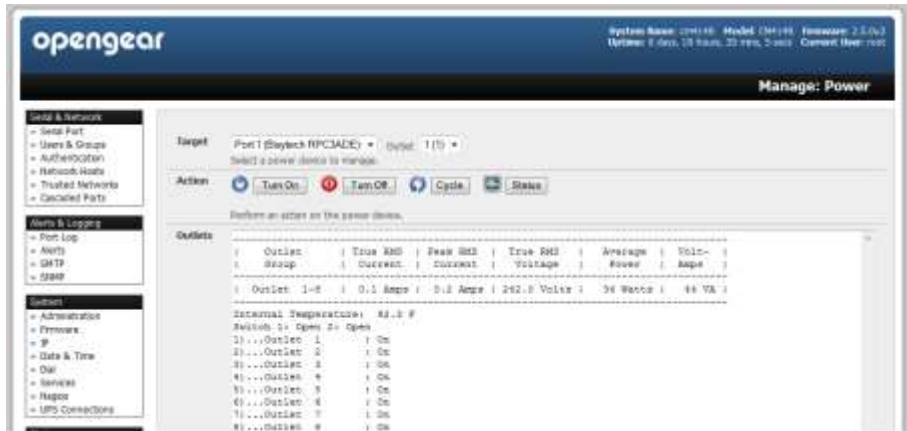 opengear
System Name: Model Firmware:
Uptime: days, hours, mins, secs Current User: root
Manage: Power
Serial & Network
Serial Port
Users & Groups
Authentication
Network Hosts
Trusted Networks
Cascaded Ports
Alerts & Logging
Port Log
Alerts
SMTP
SNMP
System
Administration
Firmware
IP
Date & Time
Dial
Services
Nagios
UPS Connections
Target
Port 1 (Baytech RPC3ADE) Outlet 1 (1)
Select a power device to manage.
Action
Turn On Turn Off Cycle Status
Perform an action on the power device.
Outlets
| Outlet | True RMS | Peak RMS | True RMS | Average | Volt- |
| Group | Current | Current | Voltage | Power | Amps |
| Outlet 1-8 | 0.1 Amps | 0.2 Amps | Volts | Watts | VA |
Internal Temperature: F
Switch 1: Open 2: Open
1)...Outlet 1 : On
2)...Outlet 2 : On
3)...Outlet 3 : On
4)...Outlet 4 : On
5)...Outlet 5 : On
6)...Outlet 6 : On
7)...Outlet 7 : On
8)...Outlet 8 : On